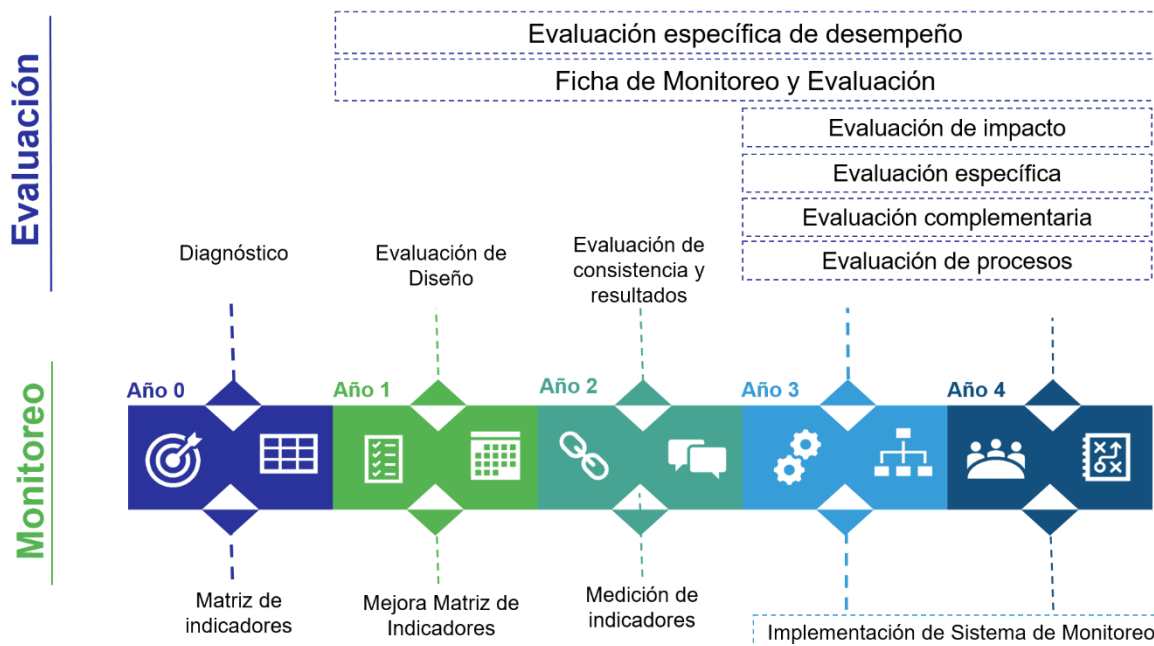 Evaluación
Evaluación específica de desempeño
Ficha de Monitoreo y Evaluación
Evaluación de impacto
Evaluación específica
Evaluación complementaria
Evaluación de procesos
Diagnóstico
Evaluación de
Diseño
Evaluación de
consistencia y
resultados
Monitoreo
Año 0
Año 1
Año 2
Año 3
Año 4
Matriz de
indicadores
Mejora Matriz de
Indicadores
Medición de
indicadores
Implementación de Sistema de Monitoreo